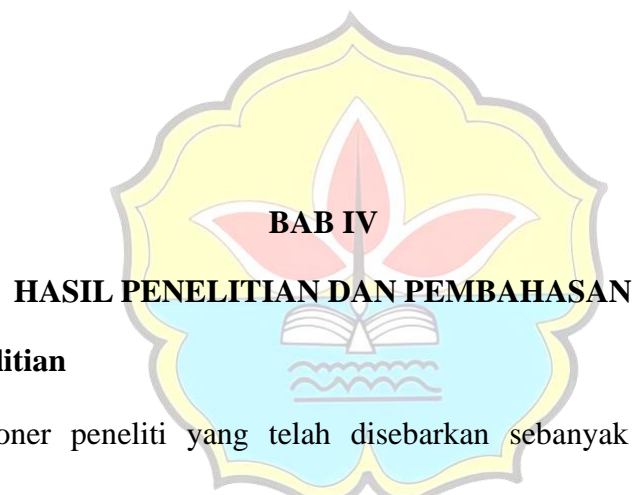 BAB IV
HASIL PENELITIAN DAN PEMBAHASAN
litian
oner peneliti yang telah disebarkan sebanyak